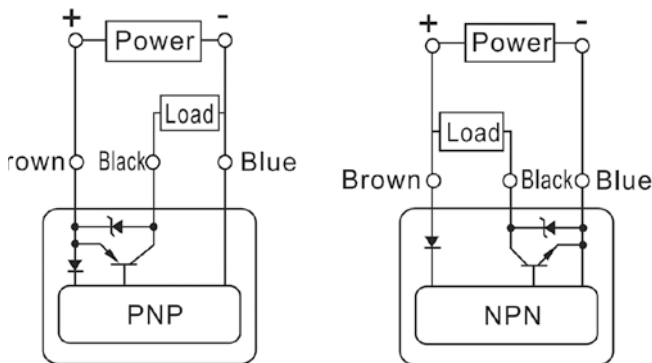 + -
Power
Load
rown Black Blue
PNP
+ -
Power
Load
Brown Black Blue
NPN